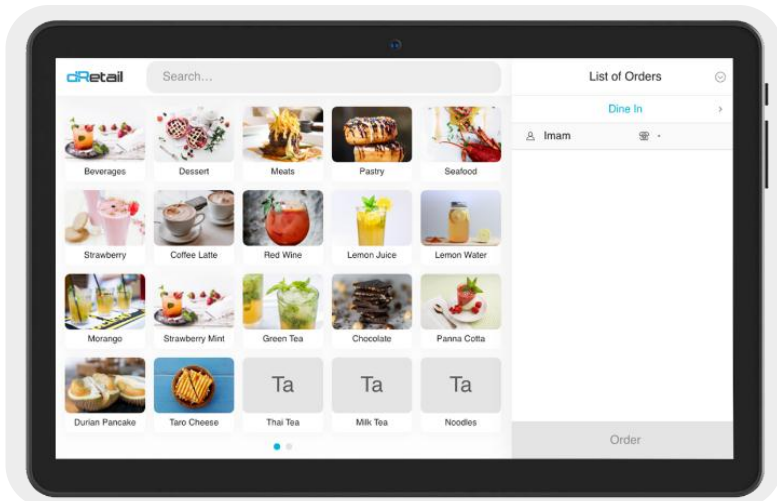 dRetail
Search...
List of Orders
Dine In
Imam
-
Beverages
Dessert
Meats
Pastry
Seafood
Strawberry
Coffee Latte
Red Wine
Lemon Juice
Lemon Water
Morango
Strawberry Mint
Green Tea
Chocolate
Panna Cotta
Durian Pancake
Taro Cheese
Ta
Thai Tea
Ta
Milk Tea
Ta
Noodles
Order